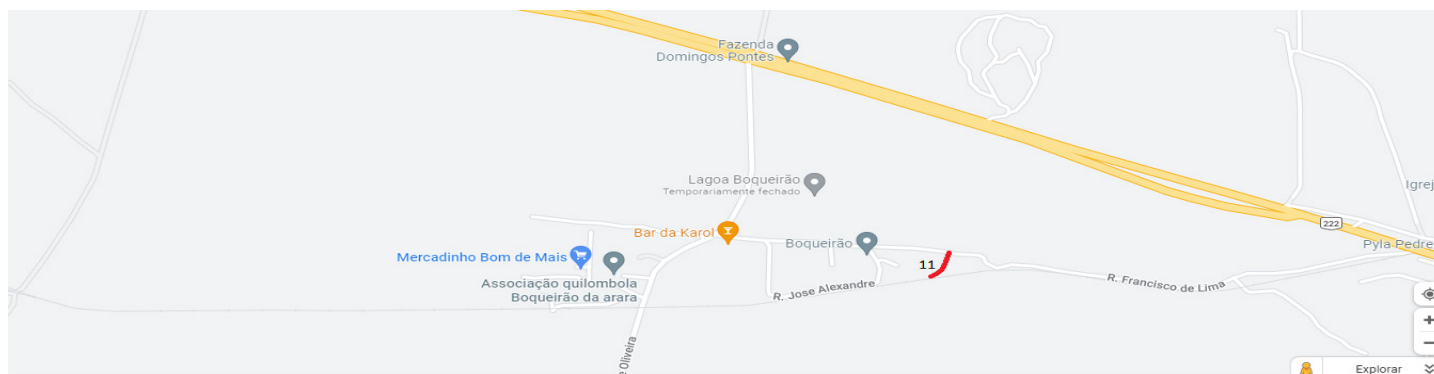 Fazenda
Domingos Pontes
Lagoa Boqueirão
Temporariamente fechado
Igrej
222
Bar da Karol
Boqueirão
Pyla Pedre
Mercadinho Bom de Mais
11
Associação quilombola
Boqueirão da arara
R. Jose Alexandre
R. Francisco de Lima
e Oliveira
Explorar